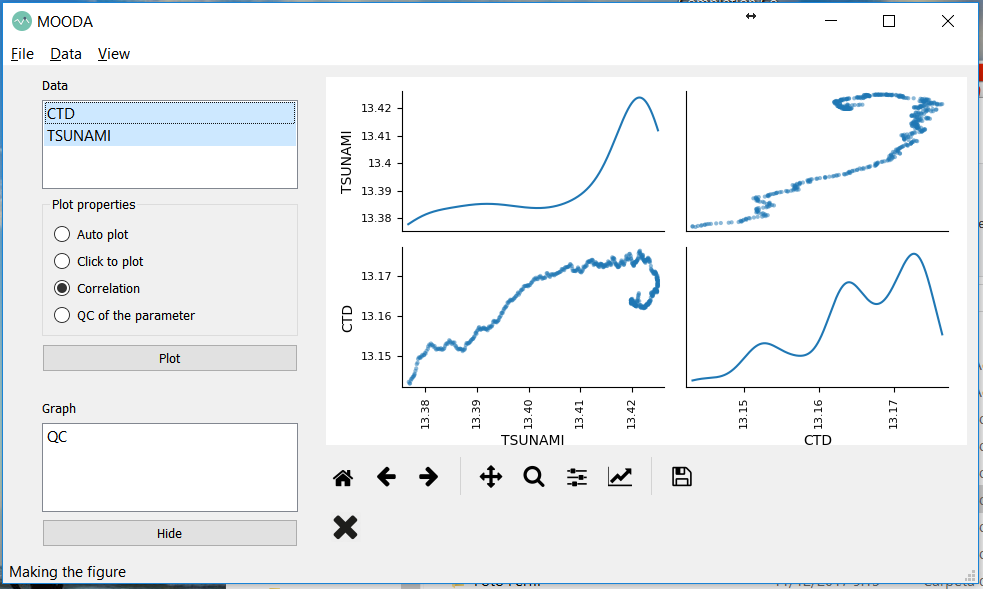 MOODA
File Data View
Data
CTD
TSUNAMI
Plot properties
Auto plot
Click to plot
Correlation
QC of the parameter
Plot
Graph
QC
Hide
Making the figure
TSUNAMI
13.42
13.41
13.4
13.39
13.38
CTD
13.17
13.16
13.15
13.38 13.39 13.40 13.41 13.42
TSUNAMI
13.15 13.16 13.17
CTD